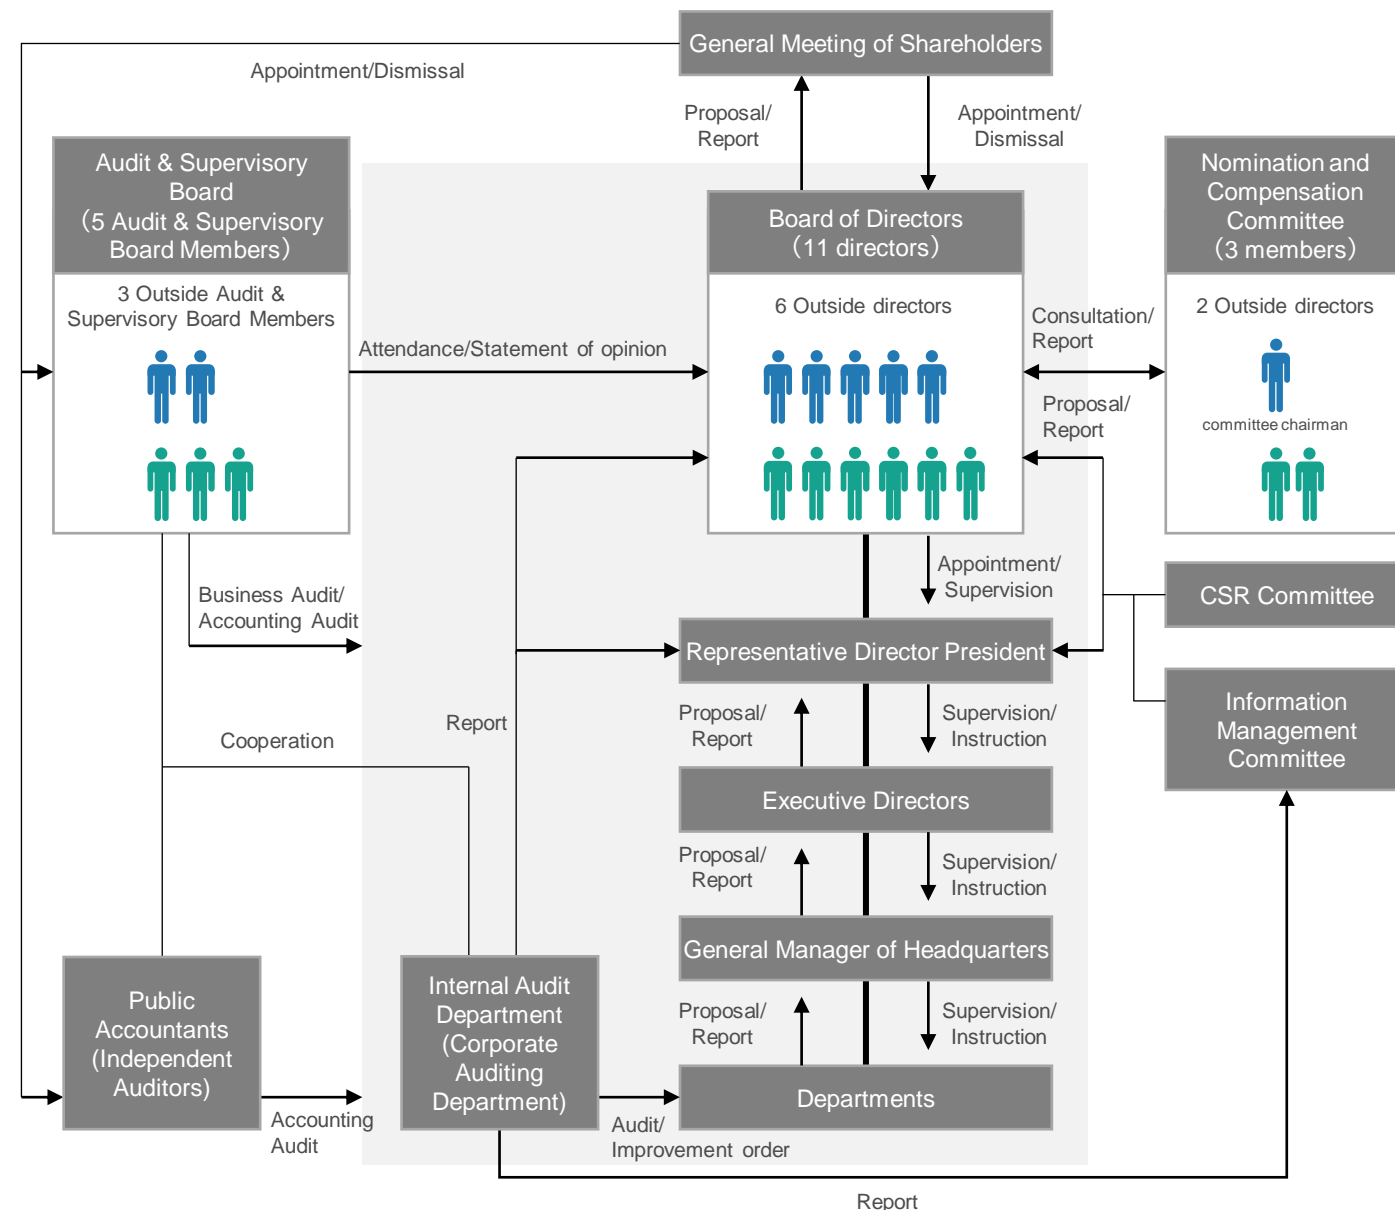 General Meeting of Shareholders
Appointment/Dismissal
Proposal/
Report
Appointment/
Dismissal
Audit & Supervisory
Board
（5 Audit & Supervisory
Board Members）
3 Outside Audit &
Supervisory Board Members
Board of Directors
（11 directors）
6 Outside directors
Nomination and
Compensation
Committee
（3 members）
2 Outside directors
committee chairman
Attendance/Statement of opinion
Consultation/
Report
Proposal/
Report
Business Audit/
Accounting Audit
Appointment/
Supervision
CSR Committee
Representative Director President
Information
Management
Committee
Cooperation
Report
Proposal/
Report
Supervision/
Instruction
Executive Directors
Proposal/
Report
Supervision/
Instruction
General Manager of Headquarters
Public
Accountants
(Independent
Auditors)
Internal Audit
Department
(Corporate
Auditing
Department)
Proposal/
Report
Supervision/
Instruction
Departments
Accounting
Audit
Audit/
Improvement order
Report